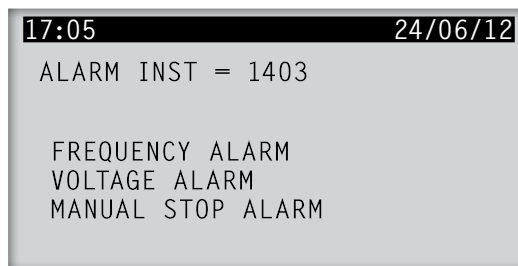 17:05 24/06/12
ALARM INST = 1403
FREQUENCY ALARM
VOLTAGE ALARM
MANUAL STOP ALARM